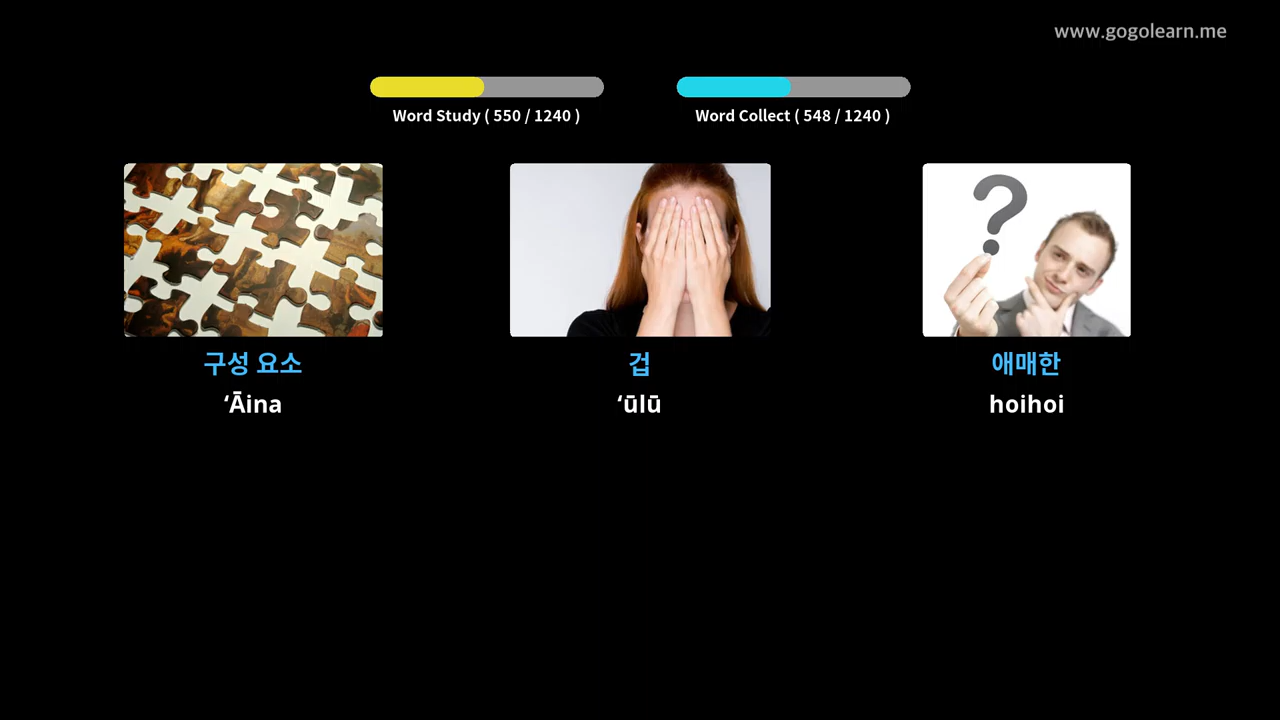 www.gogolearn.me
Word Study ( 550 / 1240 )
Word Collect ( 548 / 1240 )
구성 요소
겁
애매한
ʻĀina
ʻūlū
hoihoi